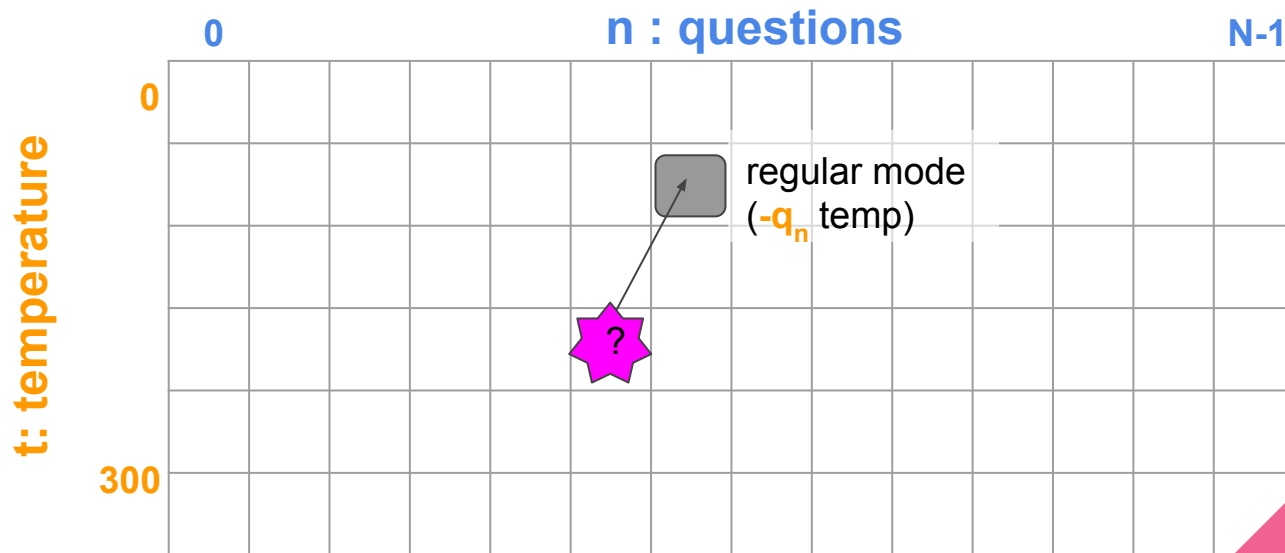 0 n : questions N-1
0
t: temperature
regular mode
(-qn temp)
?
300